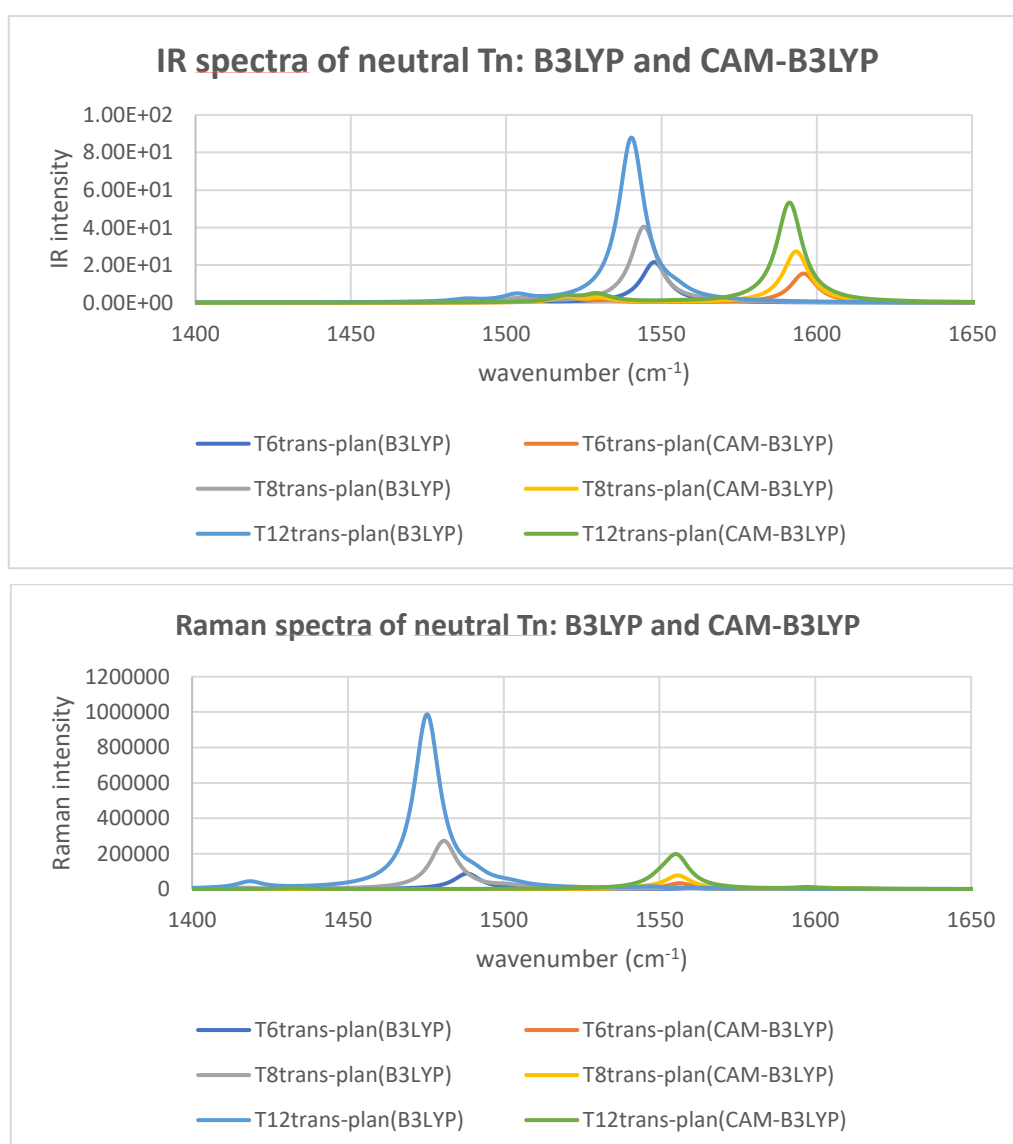 IR spectra of neutral Tn: B3LYP and CAM-B3LYP
1.00E+02
8.00E+01
6.00E+01
4.00E+01
2.00E+01
0.00E+00
IR intensity
1400 1450 1500 1550 1600 1650
wavenumber (cm⁻¹)
T6trans-plan(B3LYP) T6trans-plan(CAM-B3LYP)
T8trans-plan(B3LYP) T8trans-plan(CAM-B3LYP)
T12trans-plan(B3LYP) T12trans-plan(CAM-B3LYP)
Raman spectra of neutral Tn: B3LYP and CAM-B3LYP
1200000
1000000
800000
600000
400000
200000
0
Raman intensity
1400 1450 1500 1550 1600 1650
wavenumber (cm⁻¹)
T6trans-plan(B3LYP) T6trans-plan(CAM-B3LYP)
T8trans-plan(B3LYP) T8trans-plan(CAM-B3LYP)
T12trans-plan(B3LYP) T12trans-plan(CAM-B3LYP)